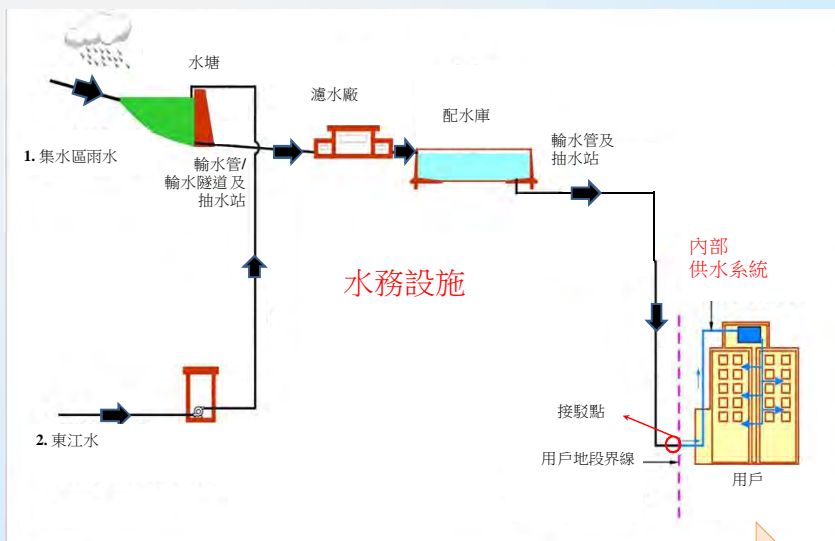 水塘
濾水廠
配水庫
1. 集水區雨水
輸水管/
輸水隧道及
抽水站
輸水管及
抽水站
水務設施
內部
供水系統
2. 東江水
接駁點
用戶地段界線
用戶